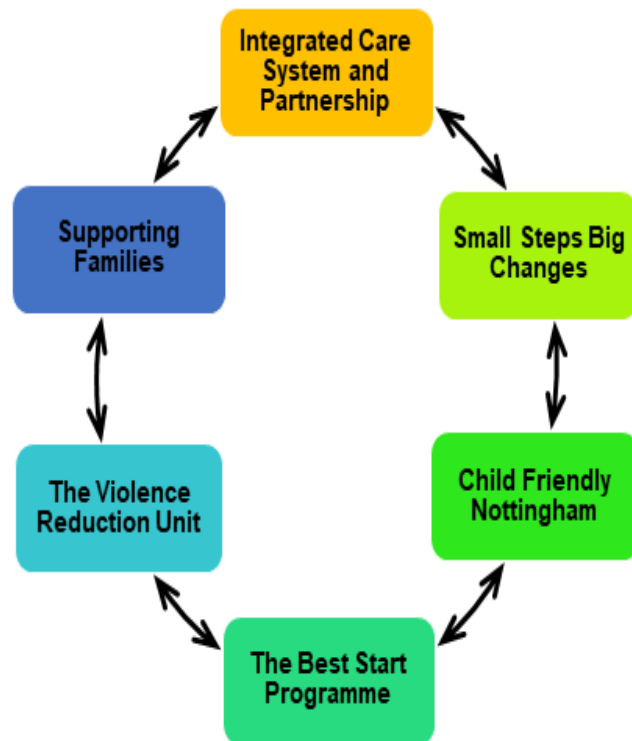 Integrated Care
System and
Partnership
Small Steps Big
Changes
Child Friendly
Nottingham
The Best Start
Programme
The Violence
Reduction Unit
Supporting
Families